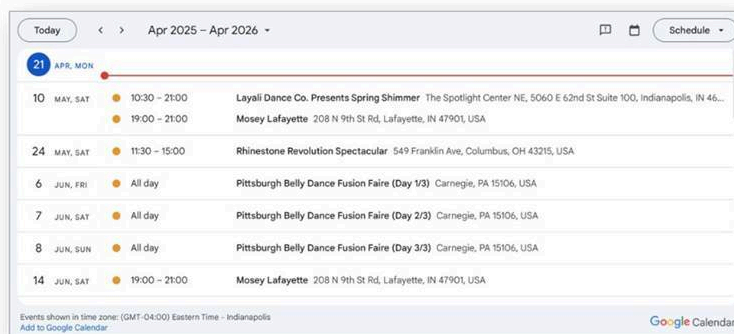 Today < > Apr 2025 – Apr 2026 Schedule
21 APR, MON
10 MAY, SAT 10:30 – 21:00 Layali Dance Co. Presents Spring Shimmer The Spotlight Center NE, 5060 E 62nd St Suite 100, Indianapolis, IN 46...
19:00 – 21:00 Mosey Lafayette 208 N 9th St Rd, Lafayette, IN 47901, USA
24 MAY, SAT 11:30 – 15:00 Rhinestone Revolution Spectacular 549 Franklin Ave, Columbus, OH 43215, USA
6 JUN, FRI All day Pittsburgh Belly Dance Fusion Faire (Day 1/3) Carnegie, PA 15106, USA
7 JUN, SAT All day Pittsburgh Belly Dance Fusion Faire (Day 2/3) Carnegie, PA 15106, USA
8 JUN, SUN All day Pittsburgh Belly Dance Fusion Faire (Day 3/3) Carnegie, PA 15106, USA
14 JUN, SAT 19:00 – 21:00 Mosey Lafayette 208 N 9th St Rd, Lafayette, IN 47901, USA
Events shown in time zone: (GMT-04:00) Eastern Time - Indianapolis
Add to Google Calendar
Google Calendar